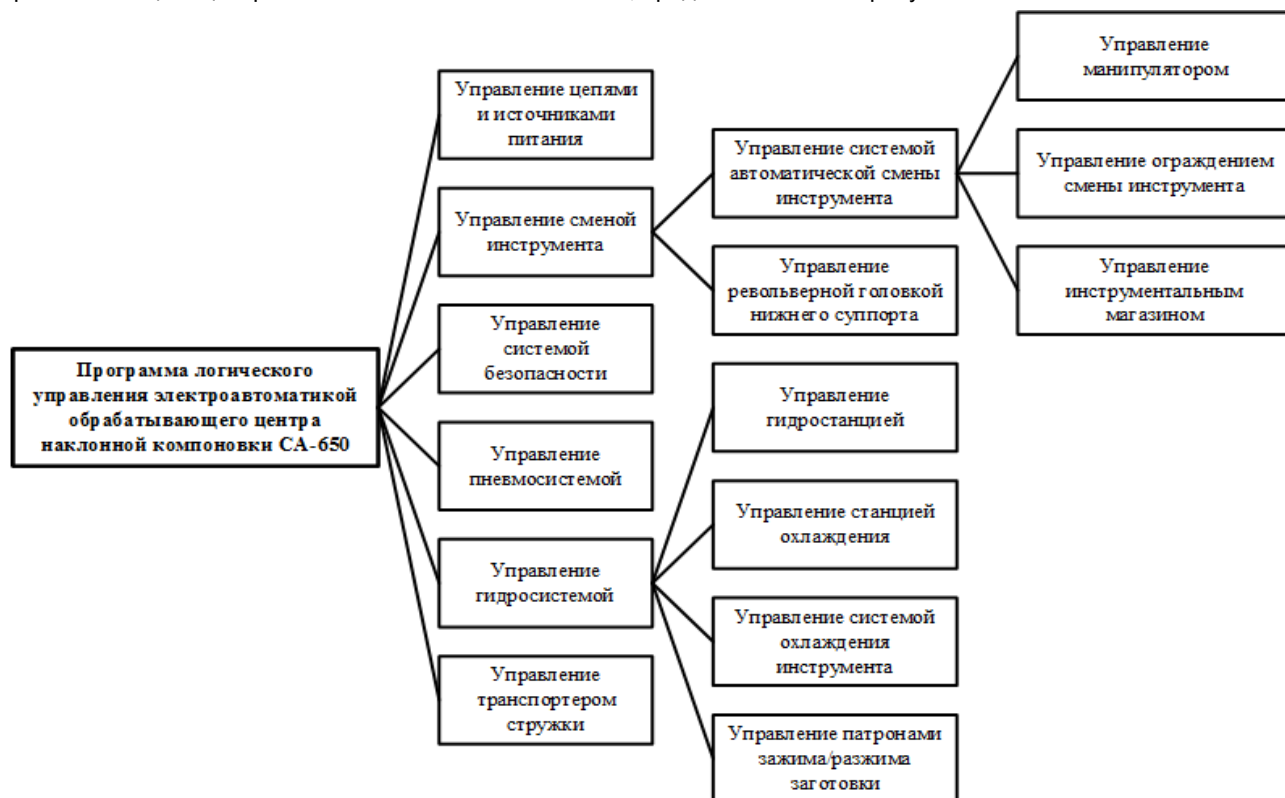 Управление
манипулятором
Управление цепями
и источниками
питания
Управление системой
автоматической смены
инструмента
Управление ограждением
смены инструмента
Управление сменой
инструмента
Управление
револьверной головкой
нижнего суппорта
Управление
инструментальным
магазином
Управление
системой
безопасности
Программа логического
управления электроавтоматикой
обрабатывающего центра
наклонной компоновки СА-650
Управление
гидростанцией
Управление
пневмосистемой
Управление станцией
охлаждения
Управление
гидросистемой
Управление системой
охлаждения
инструмента
Управление
транспортером
стружки
Управление патронами
зажима/разжима
заготовки